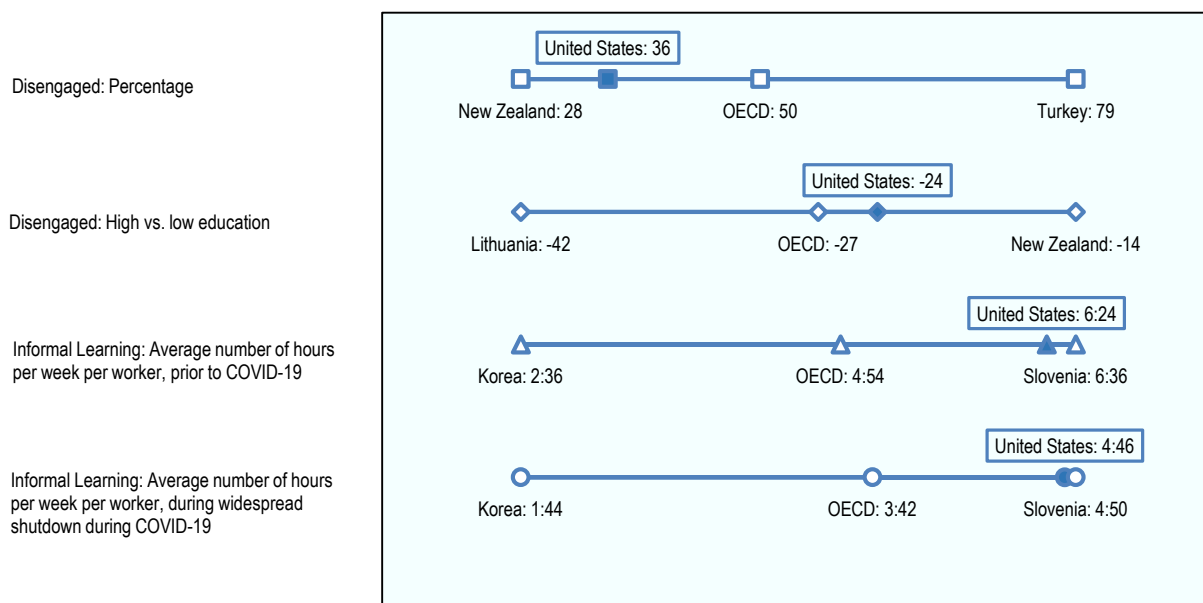 United States: 36
Disengaged: Percentage
New Zealand: 28
OECD: 50
Turkey: 79
United States: -24
Disengaged: High vs. low education
Lithuania: -42
OECD: -27
New Zealand: -14
United States: 6:24
Informal Learning: Average number of hours
per week per worker, prior to COVID-19
Korea: 2:36
OECD: 4:54
Slovenia: 6:36
United States: 4:46
Informal Learning: Average number of hours
per week per worker, during widespread
shutdown during COVID-19
Korea: 1:44
OECD: 3:42
Slovenia: 4:50